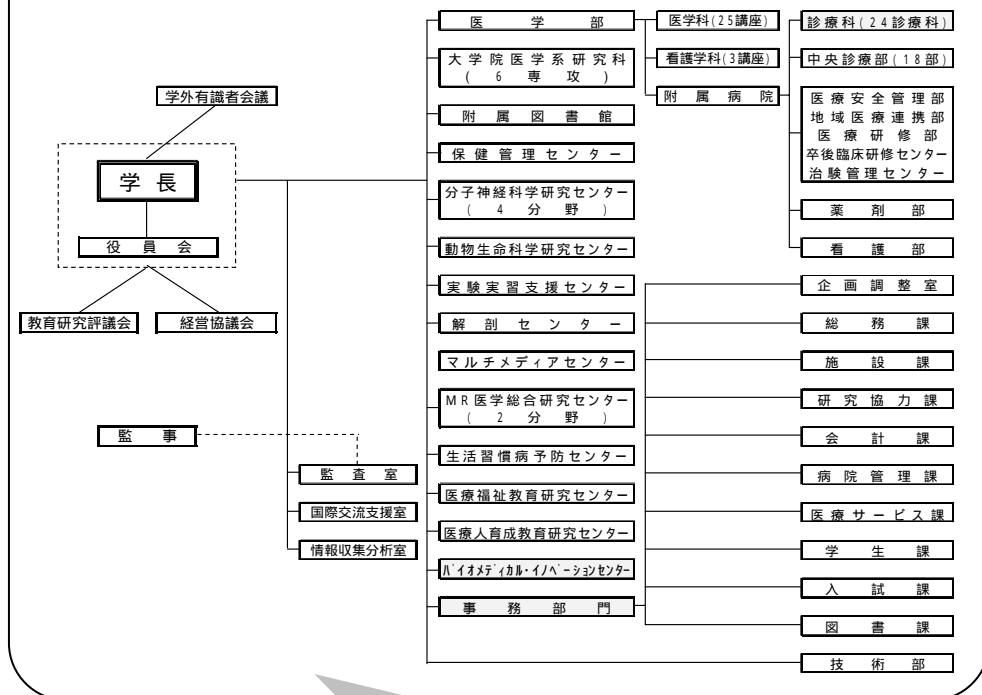 学外有識者会議
学長
役員会
教育研究評議会
経営協議会
監事
監査室
国際交流支援室
情報収集分析室
医学部
大学院医学系研究科
(6専攻)
附属図書館
保健管理センター
分子神経科学研究センター
(4分野)
動物生命科学研究センター
実験実習支援センター
解剖センター
マルチメディアセンター
MR医学総合研究センター
(2分野)
生活習慣病予防センター
医療福祉教育研究センター
医療人育成教育研究センター
バイオメディカル・イノベーションセンター
事務部門
医学科(25講座)
看護学科(3講座)
附属病院
診療科(24診療科)
中央診療部(18部)
医療安全管理部
地域医療連携部
医療研修部
卒後臨床研修センター
治験管理センター
薬剤部
看護部
企画調整室
総務課
施設課
研究協力課
会計課
病院管理課
医療サービス課
学生課
入試課
図書課
技術部